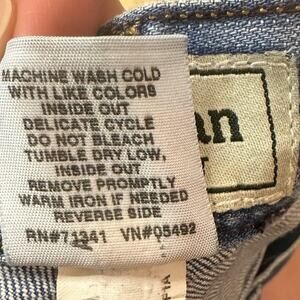 MACHINE WASH COLD
WITH LIKE COLORS
INSIDE OUT
DELICATE CYCLE
DO NOT BLEACH
TUMBLE DRY LOW,
INSIDE OUT
REMOVE PROMPTLY
WARM IRON IF NEEDED
REVERSE SIDE
RN#71341 VN#05492
an